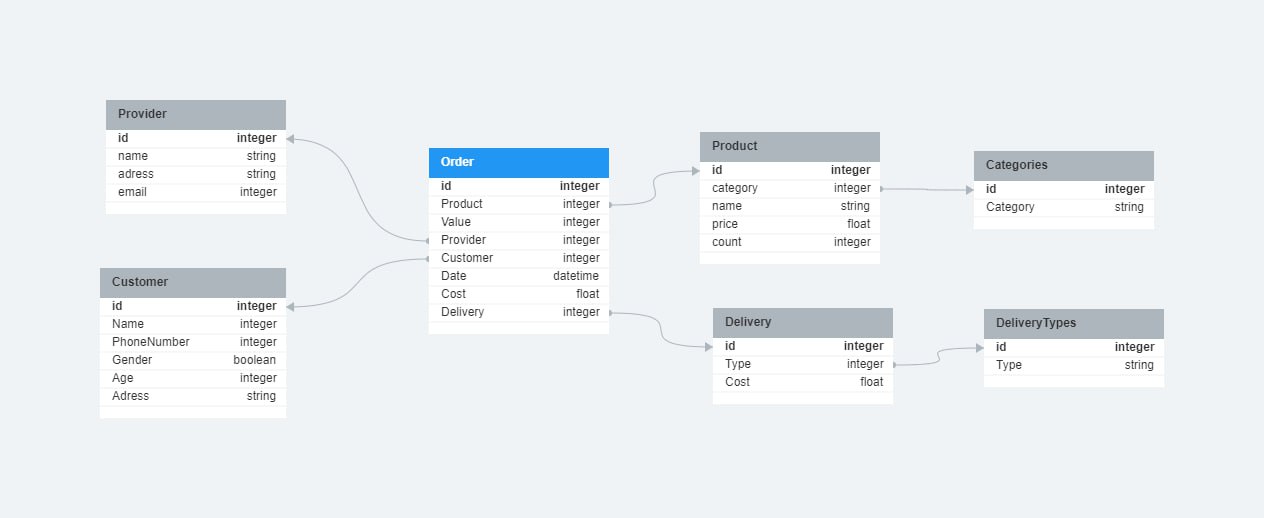 Provider
id integer
name string
adress string
email integer
Customer
id integer
Name integer
PhoneNumber integer
Gender boolean
Age integer
Adress string
Order
id integer
Product integer
Value integer
Provider integer
Customer integer
Date datetime
Cost float
Delivery integer
Product
id integer
category integer
name string
price float
count integer
Delivery
id integer
Type integer
Cost float
Categories
id integer
Category string
DeliveryTypes
id integer
Type string